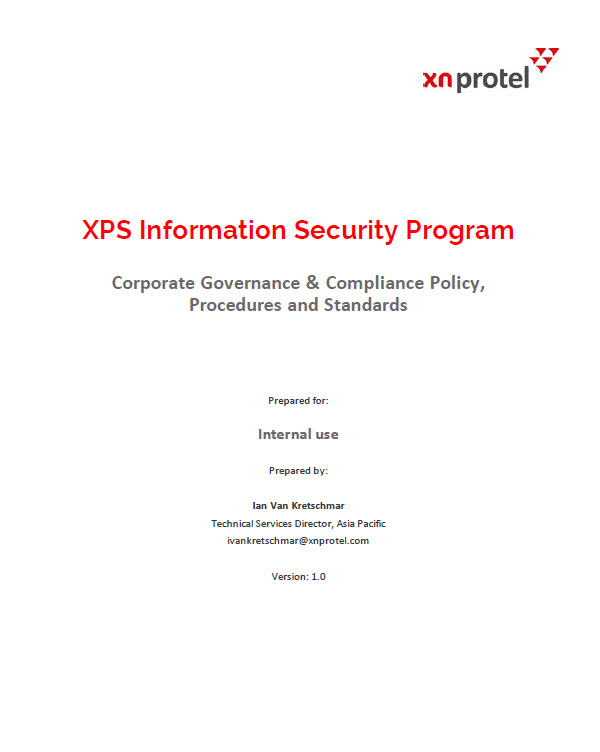 xn protel
XPS Information Security Program
Corporate Governance & Compliance Policy,
Procedures and Standards
Prepared for:
Internal use
Prepared by:
Ian Van Kretschmar
Technical Services Director, Asia Pacific
ivankretschmar@xnprotel.com
Version: 1.0